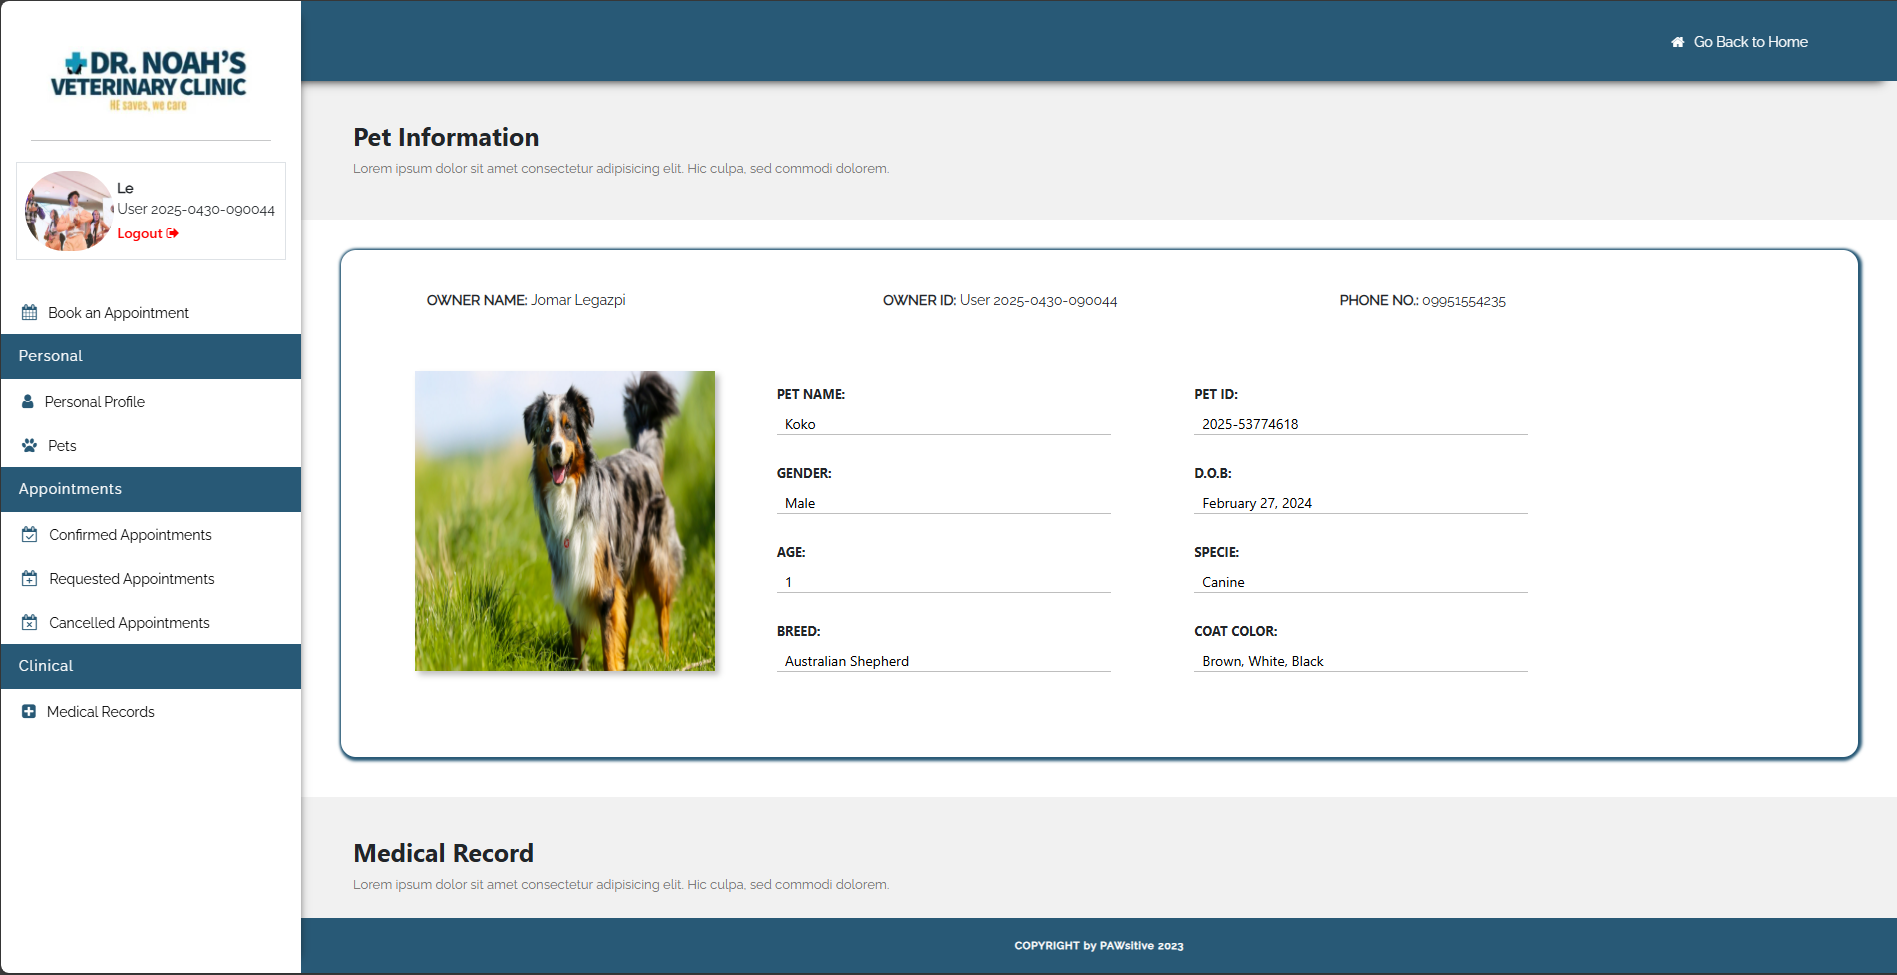 DR. NOAH'S
VETERINARY CLINIC
HE saves, we care
Le
User 2025-0430-090044
Logout
Book an Appointment
Personal
Personal Profile
Pets
Appointments
Confirmed Appointments
Requested Appointments
Cancelled Appointments
Clinical
Medical Records
Go Back to Home
Pet Information
Lorem ipsum dolor sit amet consectetur adipisicing elit. Hic culpa, sed commodi dolorem.
OWNER NAME: Jomar Legazpi
OWNER ID: User 2025-0430-090044
PHONE NO.: 09951554235
PET NAME:
Koko
PET ID:
2025-53774618
GENDER:
Male
D.O.B:
February 27, 2024
AGE:
1
SPECIE:
Canine
BREED:
Australian Shepherd
COAT COLOR:
Brown, White, Black
Medical Record
Lorem ipsum dolor sit amet consectetur adipisicing elit. Hic culpa, sed commodi dolorem.
COPYRIGHT by PAWsitive 2023